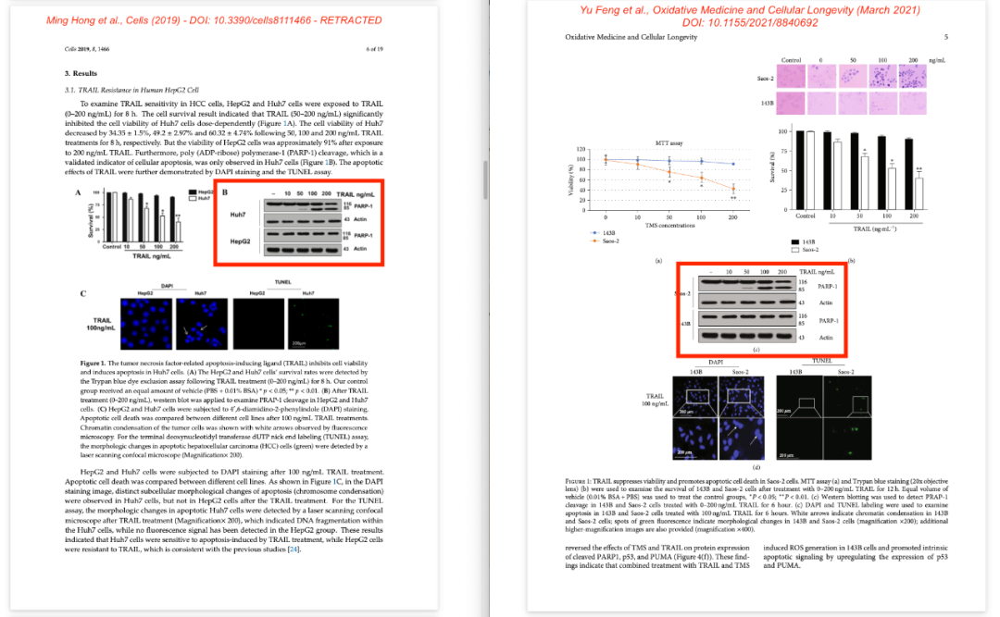 Ming Hong et al., Cells (2019) - DOI: 10.3390/cells8111466 - RETRACTED
Cells 2019, 8, 1466
6 of 19
3. Results
3.1. TRAIL Resistance in Human HepG2 Cell
To examine TRAIL sensitivity in HCC cells, HepG2 and Huh7 cells were exposed to TRAIL
(0–200 ng/mL) for 8 h. The cell survival result indicated that TRAIL (50–200 ng/mL) significantly
inhibited the cell viability of Huh7 cells dose-dependently (Figure 1A). The cell viability of Huh7
decreased by 34.35 ± 1.5%, 49.2 ± 2.97% and 60.32 ± 4.74% following 50, 100 and 200 ng/mL TRAIL
treatments for 8 h, respectively. But the viability of HepG2 cells was approximately 91% after exposure
to 200 ng/mL TRAIL. Furthermore, poly (ADP-ribose) polymerase-1 (PARP-1) cleavage, which is a
validated indicator of cellular apoptosis, was only observed in Huh7 cells (Figure 1B). The apoptotic
effects of TRAIL were further demonstrated by DAPI staining and the TUNEL assay.
A
Survival (%)
100
75
50
25
0
HepG2
Huh7
*
*
**
Control 10 50 100 200
TRAIL ng/mL
B
– 10 50 100 200 TRAIL ng/mL
Huh7
116
85
PARP-1
43 Actin
HepG2
116
85
PARP-1
43 Actin
C
DAPI
TUNEL
HepG2 Huh7 HepG2 Huh7
TRAIL
100ng/mL
200μm
Figure 1. The tumor necrosis factor-related apoptosis-inducing ligand (TRAIL) inhibits cell viability
and induces apoptosis in Huh7 cells. (A) The HepG2 and Huh7 cells' survival rates were detected by
the Trypan blue dye exclusion assay following TRAIL treatment (0–200 ng/mL) for 8 h. Our control
group received an equal amount of vehicle (PBS + 0.01% BSA) * p < 0.05; ** p < 0.01. (B) After TRAIL
treatment (0–200 ng/mL), western blot was applied to examine PRAP-1 cleavage in HepG2 and Huh7
cells. (C) HepG2 and Huh7 cells were subjected to 4′,6-diamidino-2-phenylindole (DAPI) staining.
Apoptotic cell death was compared between different cell lines after 100 ng/mL TRAIL treatments.
Chromatin condensation of the tumor cells was shown with white arrows observed by fluorescence
microscopy. For the terminal deoxynucleotidyl transferase dUTP nick end labeling (TUNEL) assay,
the morphologic changes in apoptotic hepatocellular carcinoma (HCC) cells (green) were detected by a
laser scanning confocal microscope (Magnification× 200).
HepG2 and Huh7 cells were subjected to DAPI staining after 100 ng/mL TRAIL treatment.
Apoptotic cell death was compared between different cell lines. As shown in Figure 1C, in the DAPI
staining image, distinct subcellular morphological changes of apoptosis (chromosome condensation)
were observed in Huh7 cells, but not in HepG2 cells after the TRAIL treatment. For the TUNEL
assay, the morphologic changes in apoptotic Huh7 cells were detected by a laser scanning confocal
microscope after TRAIL treatment (Magnification× 200), which indicated DNA fragmentation within
the Huh7 cells, while no fluorescence signal has been detected in the HepG2 group. These results
indicated that Huh7 cells were sensitive to apoptosis-induced by TRAIL treatment, while HepG2 cells
were resistant to TRAIL, which is consistent with the previous studies [24].
Yu Feng et al., Oxidative Medicine and Cellular Longevity (March 2021)
DOI: 10.1155/2021/8840692
Oxidative Medicine and Cellular Longevity
5
Control 0 50 100 200 ng/mL
Saos-2
143B
MTT assay
Viability (%)
120
100
80
60
40
20
0 10 50 100 200
TMS concentrations
*
*
**
143B
Saos-2
(a)
Survival (%)
100
75
50
25
0
*
*
**
Control 10 50 100 200
TRAIL (ng·mL⁻¹)
143B
Saos-2
(b)
– 10 50 100 200 TRAIL ng/mL
116
85
PARP-1
43 Actin
43B
116
85
PARP-1
43 Actin
(c)
DAPI
TUNEL
143B Saos-2 143B Saos-2
TRAIL
100 ng/mL
200 μm
200 μm
200 μm
200 μm
(d)
Figure 1: TRAIL suppresses viability and promotes apoptotic cell death in Saos-2 cells. MTT assay (a) and Trypan blue staining (20x objective
lens) (b) were used to examine the survival of 143B and Saos-2 cells after treatment with 0–200 ng/mL TRAIL for 12 h. Equal volume of
vehicle (0.01% BSA + PBS) was used to treat the control groups, *P < 0.05; **P < 0.01. (c) Western blotting was used to detect PRAP-1
cleavage in 143B and Saos-2 cells treated with 0–200 ng/mL TRAIL for 6 hour. (c) DAPI and TUNEL labeling were used to examine
apoptosis in 143B and Saos-2 cells treated with 100 ng/mL TRAIL for 6 hours. White arrows indicate chromatin condensation in 143B
and Saos-2 cells; spots of green fluorescence indicate morphological changes in 143B and Saos-2 cells (magnification ×200); additional
higher-magnification images are also provided (magnification ×400).
reversed the effects of TMS and TRAIL on protein expression
of cleaved PARP1, p53, and PUMA (Figure 4(f)). These find-
ings indicate that combined treatment with TRAIL and TMS
induced ROS generation in 143B cells and promoted intrinsic
apoptotic signaling by upregulating the expression of p53
and PUMA.